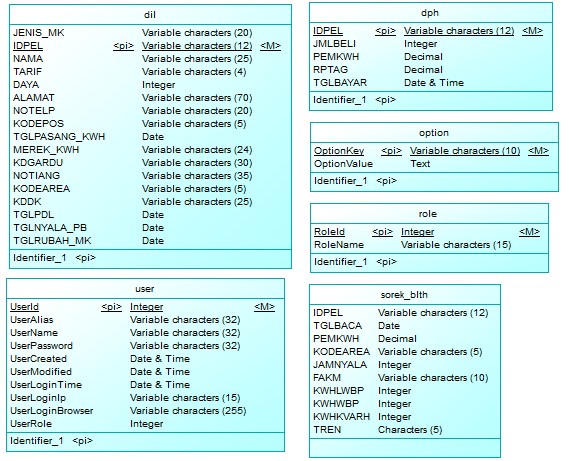 dil
JENIS_MK Variable characters (20)
IDPEL <pi> Variable characters (12) <M>
NAMA Variable characters (25)
TARIF Variable characters (4)
DAYA Integer
ALAMAT Variable characters (70)
NOTELP Variable characters (20)
KODEPOS Variable characters (5)
TGLPASANG_KWH Date
MEREK_KWH Variable characters (24)
KDGARDU Variable characters (30)
NOTIANG Variable characters (35)
KODEAREA Variable characters (5)
KDDK Variable characters (25)
TGLPDL Date
TGLNYALA_PB Date
TGLRUBAH_MK Date
Identifier_1 <pi>
dph
IDPEL <pi> Variable characters (12) <M>
JMLBELI Integer
PEMKWH Decimal
RPTAG Decimal
TGLBAYAR Date & Time
Identifier_1 <pi>
option
OptionKey <pi> Variable characters (10) <M>
OptionValue Text
Identifier_1 <pi>
role
RoleId <pi> Integer <M>
RoleName Variable characters (15)
Identifier_1 <pi>
user
UserId <pi> Integer <M>
UserAlias Variable characters (32)
UserName Variable characters (32)
UserPassword Variable characters (32)
UserCreated Date & Time
UserModified Date & Time
UserLoginTime Date & Time
UserLoginIp Variable characters (15)
UserLoginBrowser Variable characters (255)
UserRole Integer
Identifier_1 <pi>
sorek_blth
IDPEL Variable characters (12)
TGLBACA Date
PEMKWH Decimal
KODEAREA Variable characters (5)
JAMNYALA Integer
FAKM Variable characters (10)
KWHLWBP Integer
KWHWBP Integer
KWHKVARH Integer
TREN Characters (5)